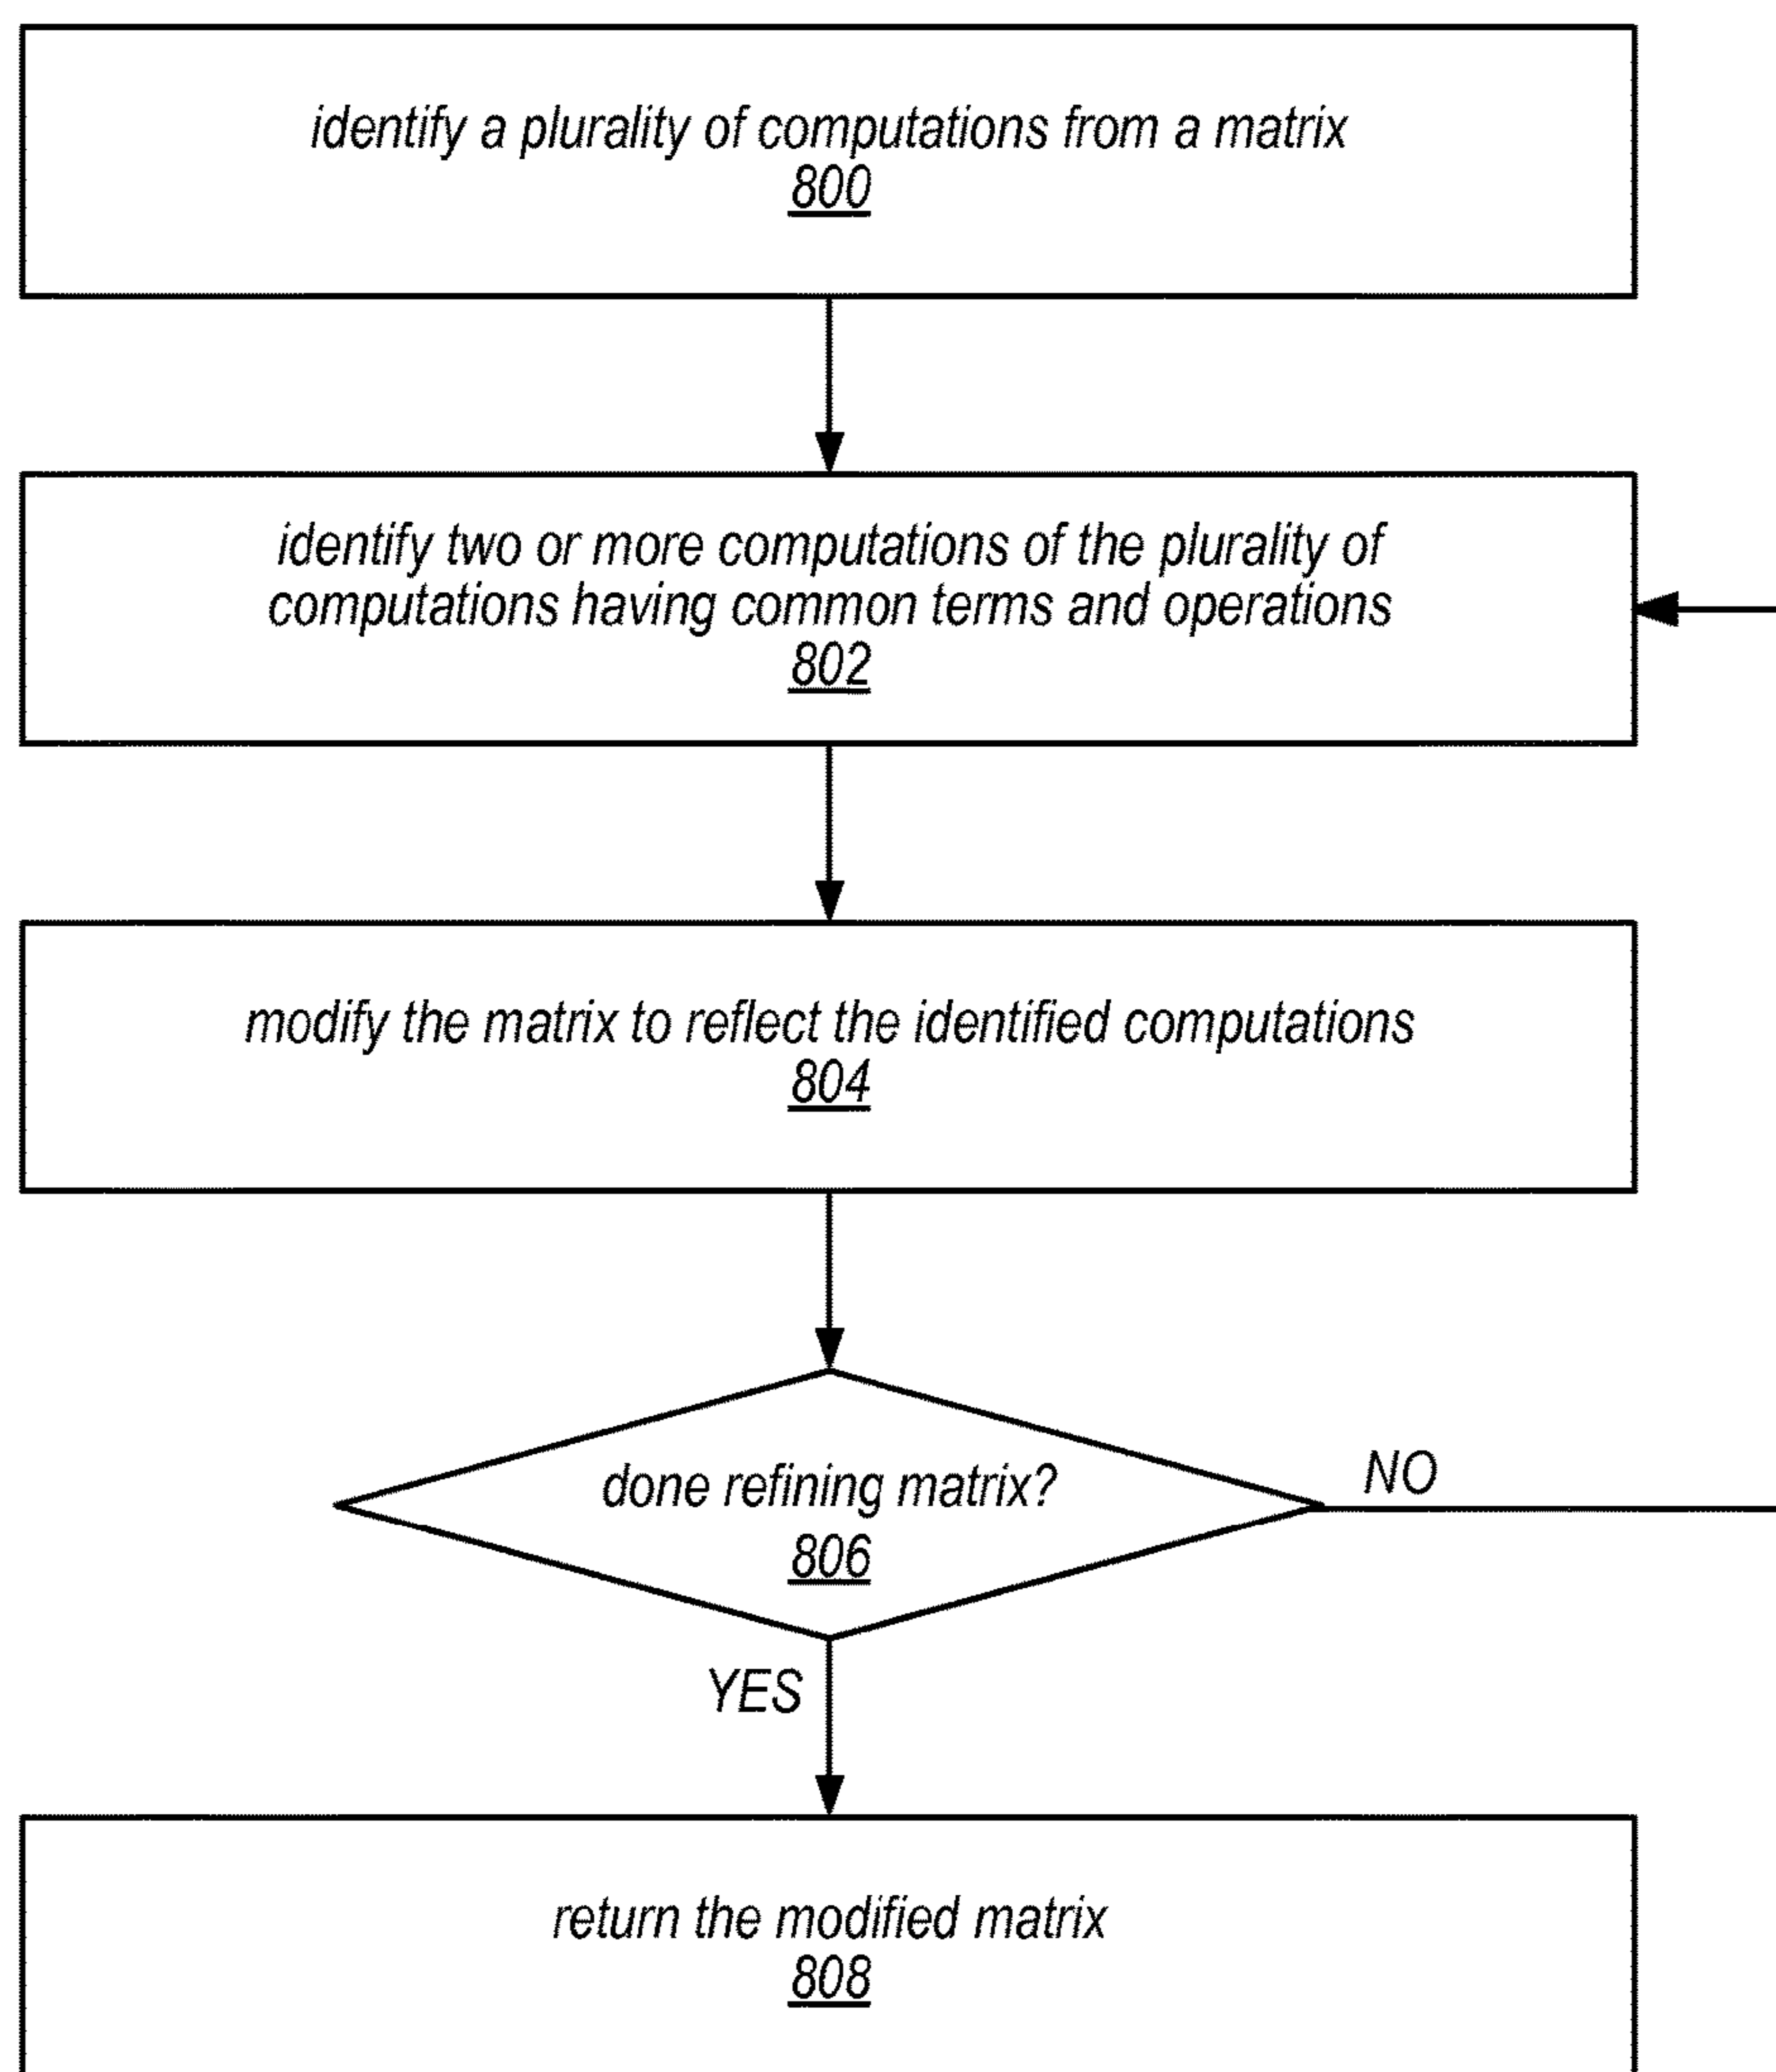 identify a plurality of computations from a matrix
800
identify two or more computations of the plurality of
computations having common terms and operations
802
modify the matrix to reflect the identified computations
804
done refining matrix?
806
NO
YES
return the modified matrix
808